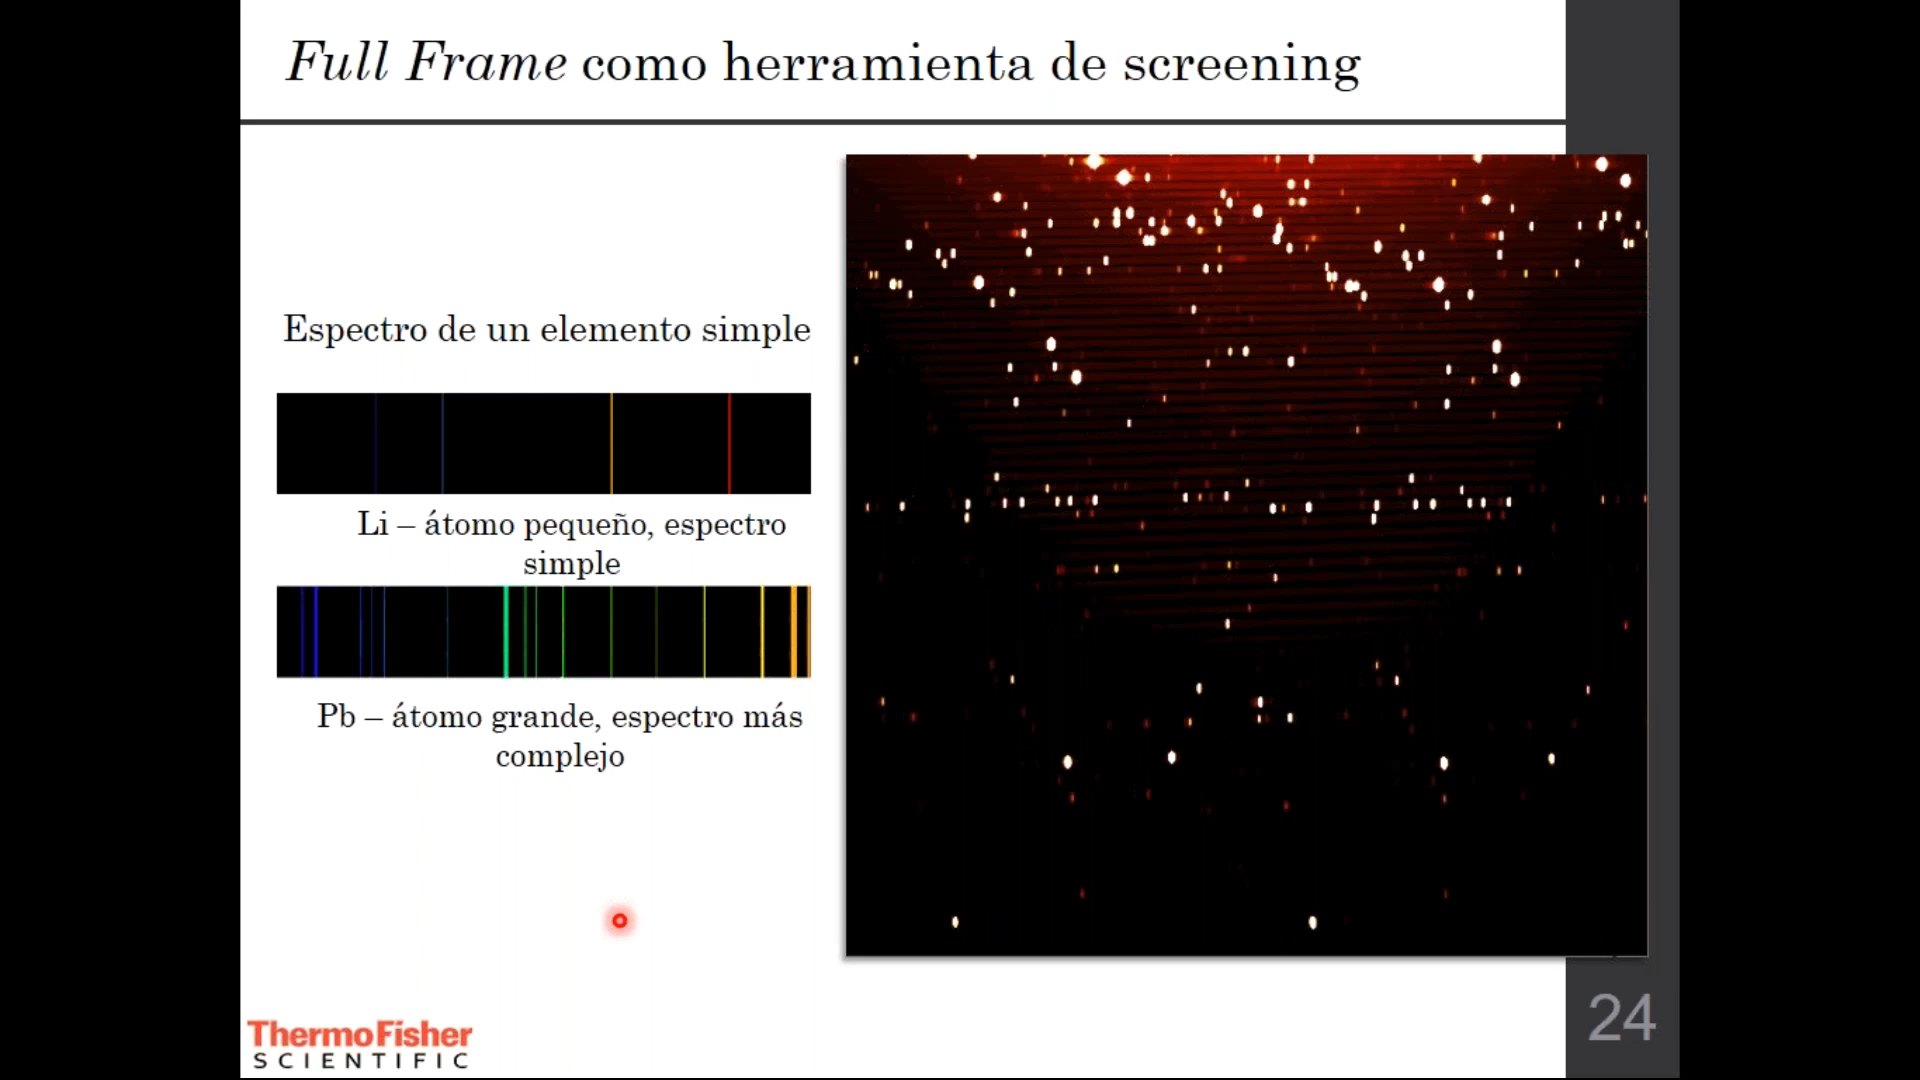 Full Frame como herramienta de screening
Espectro de un elemento simple
Li – átomo pequeño, espectro
simple
Pb – átomo grande, espectro más
complejo
ThermoFisher
SCIENTIFIC
24